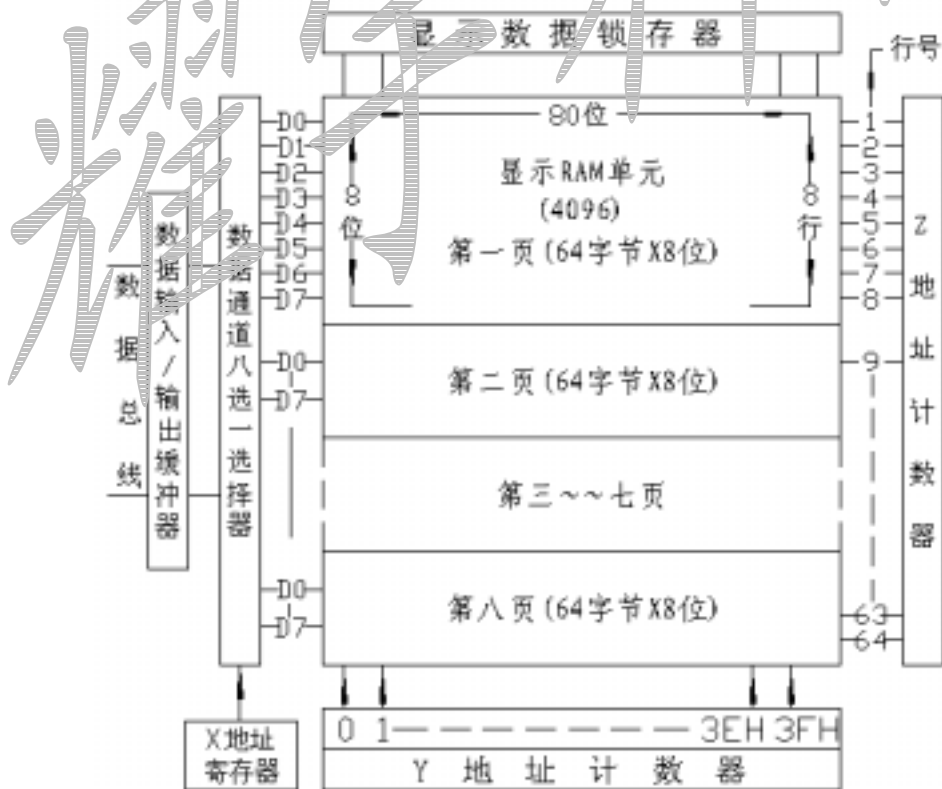 显示数据锁存器
行号
80位
D0
D1
D2
D3
D4
D5
D6
D7
8位
显示RAM单元
(4096)
第一页(64字节X8位)
8行
1
2
3
4
5
6
7
8
Z地址计数器
数据总线
数据输入/输出缓冲器
数据通道八选一选择器
D0
D7
第二页(64字节X8位)
9
第三~~七页
D0
D7
第八页(64字节X8位)
63
64
X地址
寄存器
0 1
3EH 3FH
Y地址计数器
耀宇